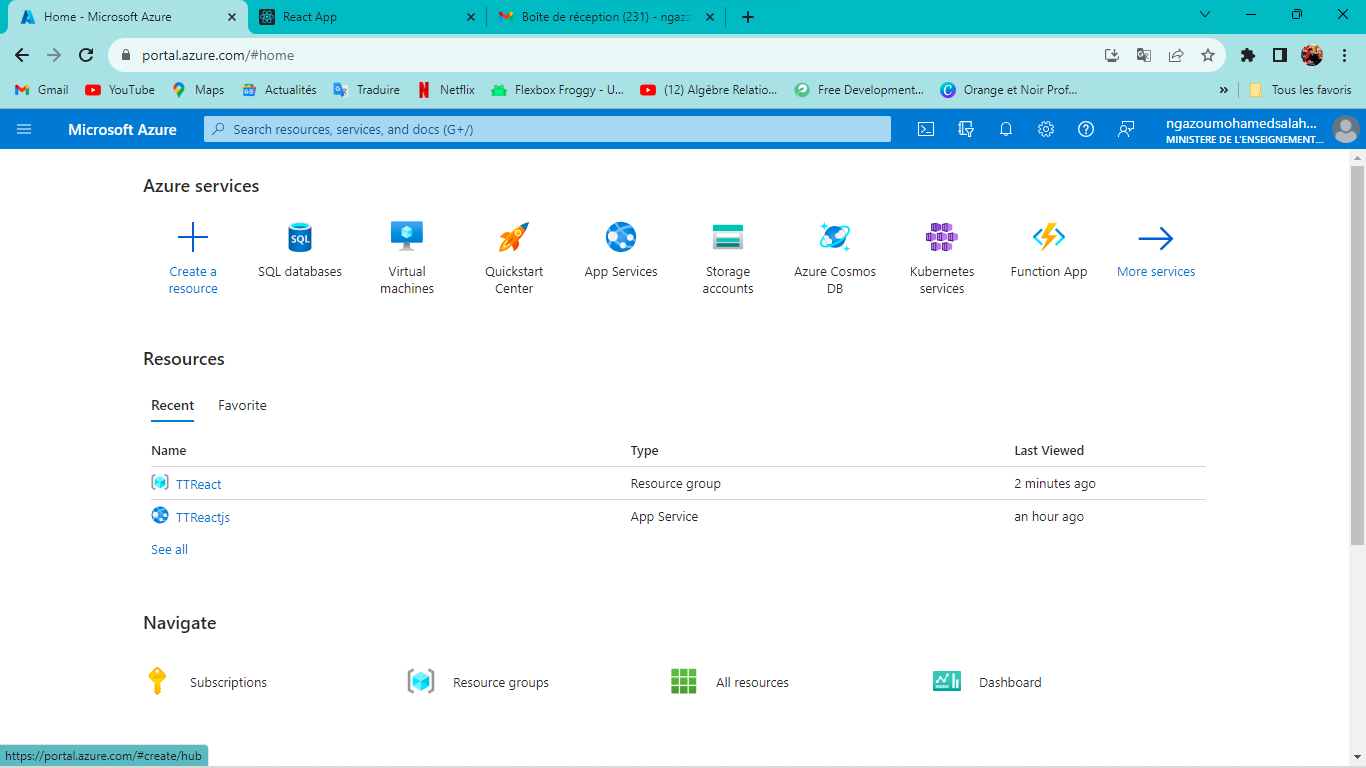 Home - Microsoft Azure
React App
Boîte de réception (231) - ngazz
portal.azure.com/#home
Gmail
YouTube
Maps
Actualités
Traduire
Netflix
Flexbox Froggy - U...
(12) Algèbre Relatio...
Free Development...
Orange et Noir Prof...
»
Tous les favoris
Microsoft Azure
Search resources, services, and docs (G+/)
ngazoumohamedsalah...
MINISTERE DE L'ENSEIGNEMENT...
Azure services
SQL
Create a
resource
SQL databases
Virtual
machines
Quickstart
Center
App Services
Storage
accounts
Azure Cosmos
DB
Kubernetes
services
Function App
More services
Resources
Recent
Favorite
Name Type Last Viewed
TTReact Resource group 2 minutes ago
TTReactjs App Service an hour ago
See all
Navigate
Subscriptions
Resource groups
All resources
Dashboard
https://portal.azure.com/#create/hub